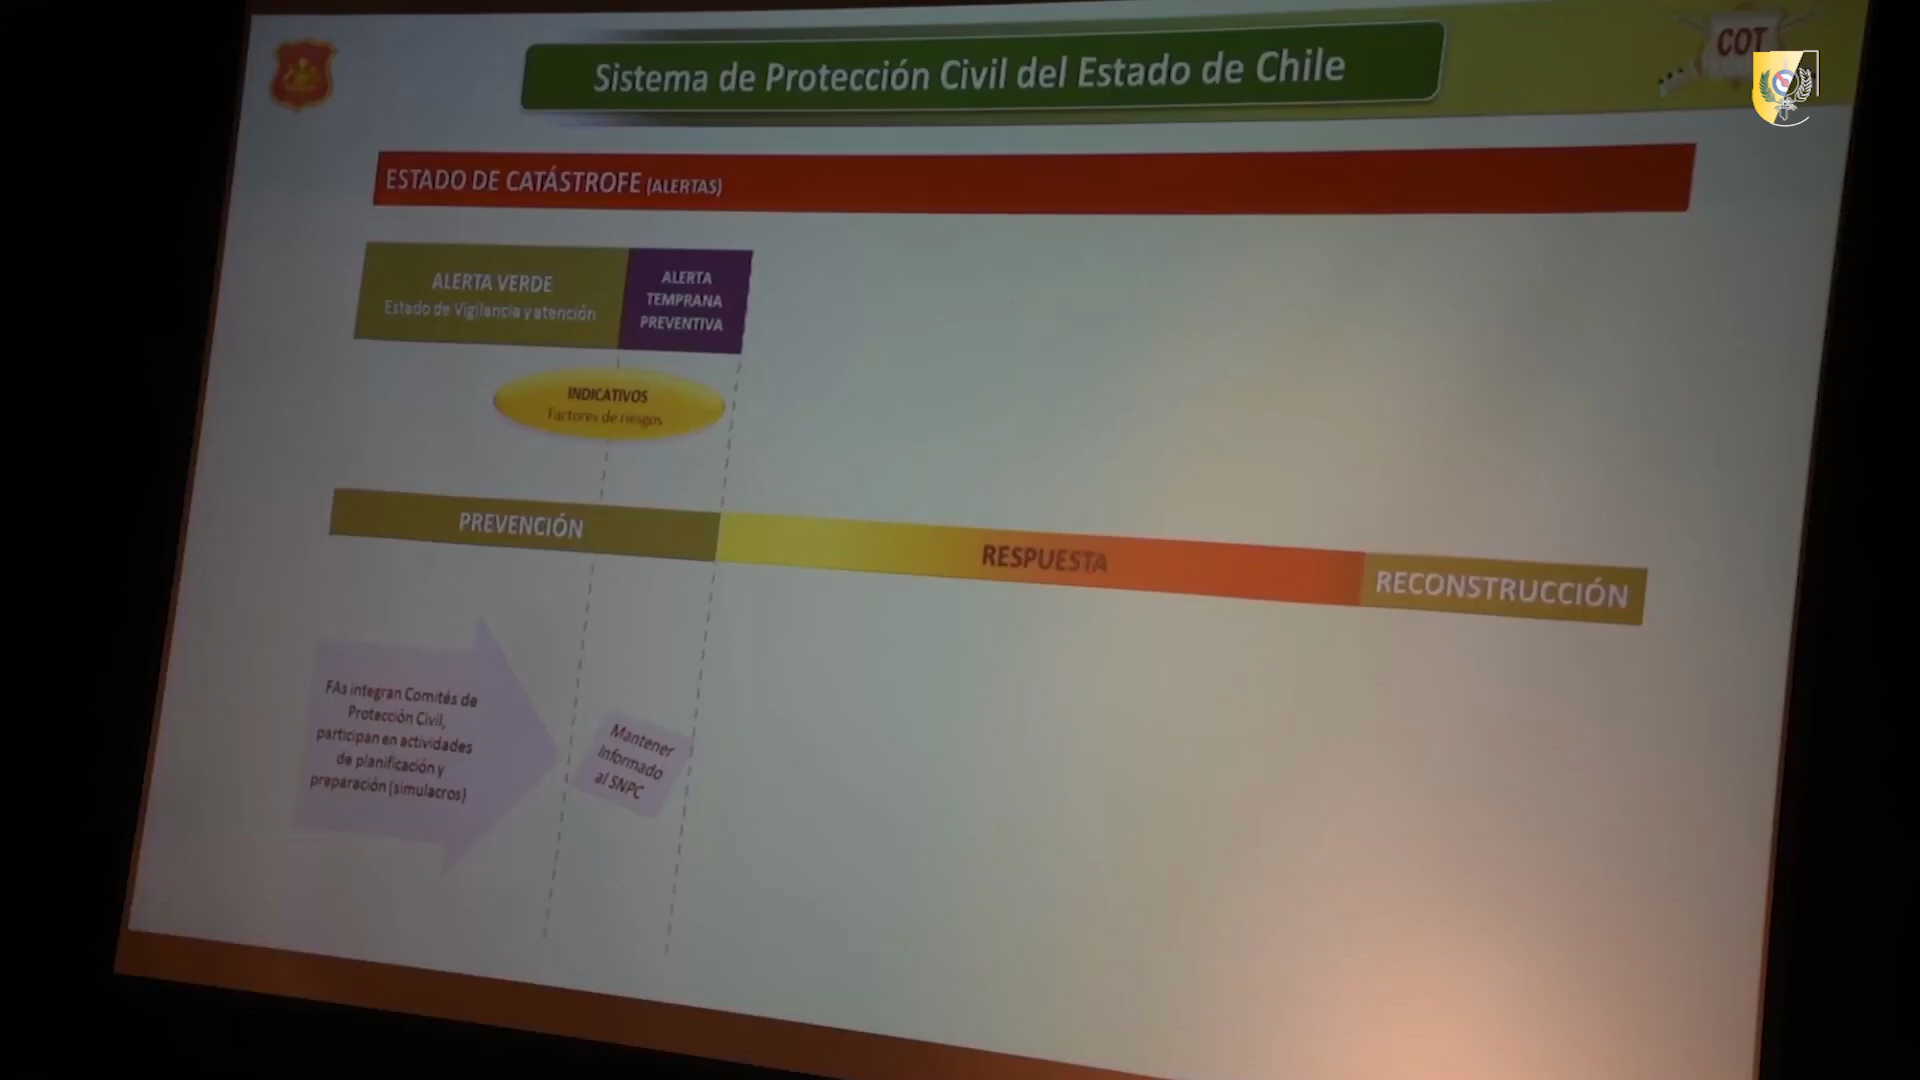 Sistema de Protección Civil del Estado de Chile
COT
ESTADO DE CATÁSTROFE (ALERTAS)
ALERTA VERDE
Estado de Vigilancia y atención
ALERTA
TEMPRANA
PREVENTIVA
INDICATIVOS
Factores de riesgos
PREVENCIÓN
RESPUESTA
RECONSTRUCCIÓN
FAs integran Comités de
Protección Civil,
participan en actividades
de planificación y
preparación (simulacros)
Mantener
Informado
al SNPC